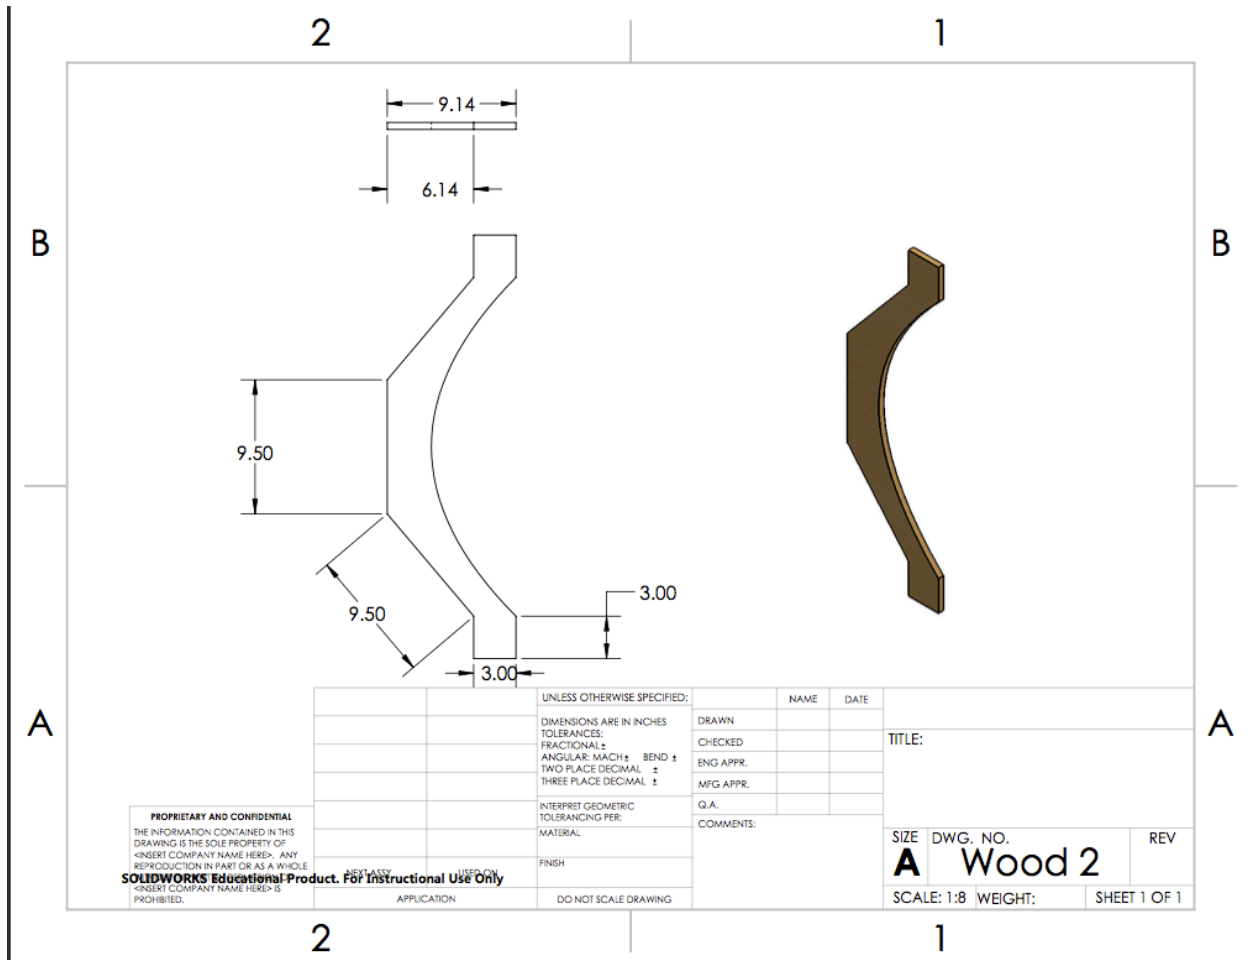 2 1
9.14
6.14
B B
9.50
9.50
3.00
3.00
A A
UNLESS OTHERWISE SPECIFIED:
DIMENSIONS ARE IN INCHES
TOLERANCES:
FRACTIONAL ±
ANGULAR: MACH ± BEND ±
TWO PLACE DECIMAL ±
THREE PLACE DECIMAL ±
INTERPRET GEOMETRIC
TOLERANCING PER:
MATERIAL
FINISH
DO NOT SCALE DRAWING
NAME DATE
DRAWN
CHECKED
ENG APPR.
MFG APPR.
Q.A.
COMMENTS:
TITLE:
SIZE DWG. NO. REV
A Wood 2
SCALE: 1:8 WEIGHT: SHEET 1 OF 1
PROPRIETARY AND CONFIDENTIAL
THE INFORMATION CONTAINED IN THIS
DRAWING IS THE SOLE PROPERTY OF
<INSERT COMPANY NAME HERE>. ANY
REPRODUCTION IN PART OR AS A WHOLE
SOLIDWORKS Educational Product. For Instructional Use Only
<INSERT COMPANY NAME HERE> IS
PROHIBITED.
NEXT ASSY USED ON
APPLICATION
2 1